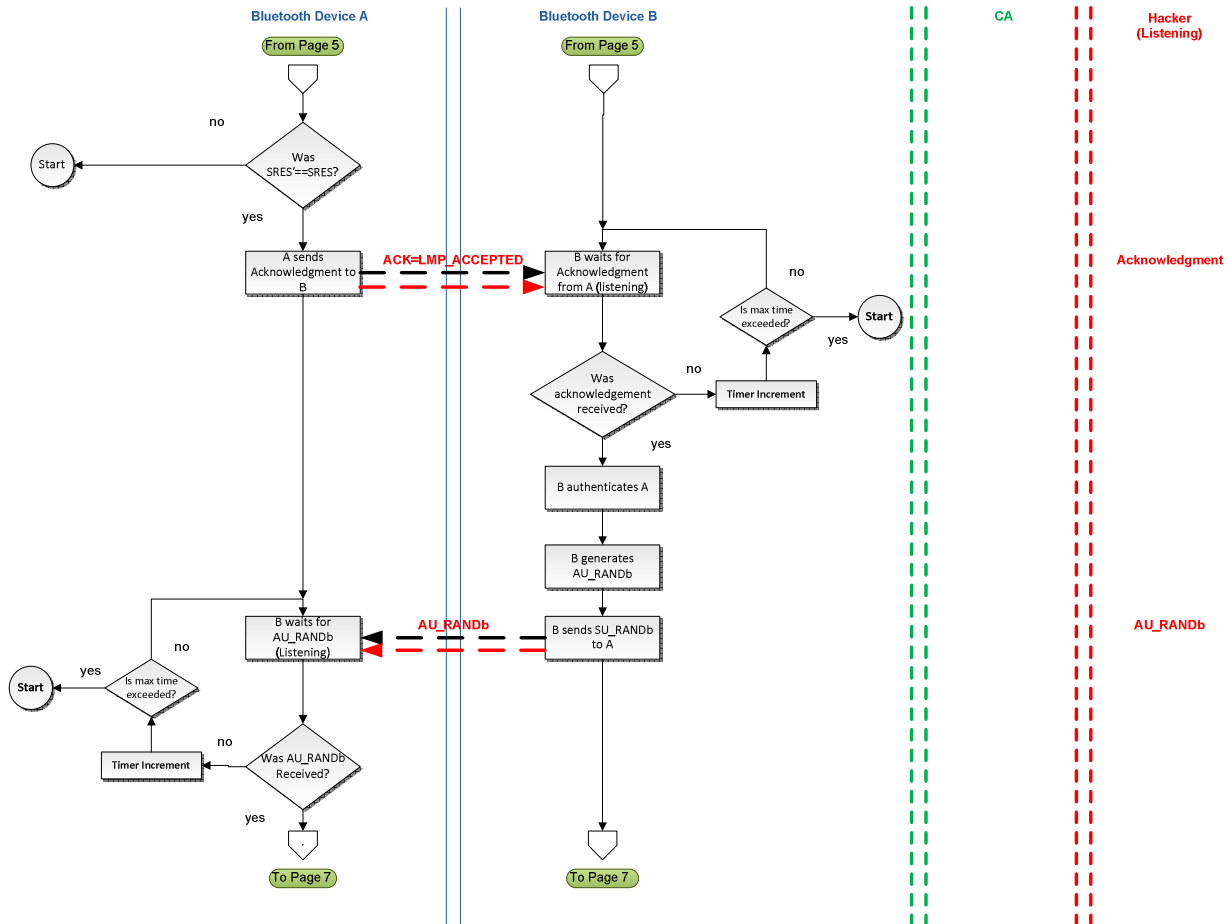 Bluetooth Device A
Bluetooth Device B
CA
Hacker
(Listening)
From Page 5
From Page 5
no
Was
SRES'==SRES?
Start
yes
A sends
Acknowledgment to
B
ACK=LMP_ACCEPTED
B waits for
Acknowledgment
from A (listening)
Acknowledgment
no
Is max time
exceeded?
Start
yes
Was
acknowledgement
received?
no
Timer Increment
yes
B authenticates A
B generates
AU_RANDb
B waits for
AU_RANDb
(Listening)
AU_RANDb
B sends SU_RANDb
to A
AU_RANDb
no
yes
Is max time
exceeded?
Start
no
Timer Increment
Was AU_RANDb
Received?
yes
To Page 7
To Page 7